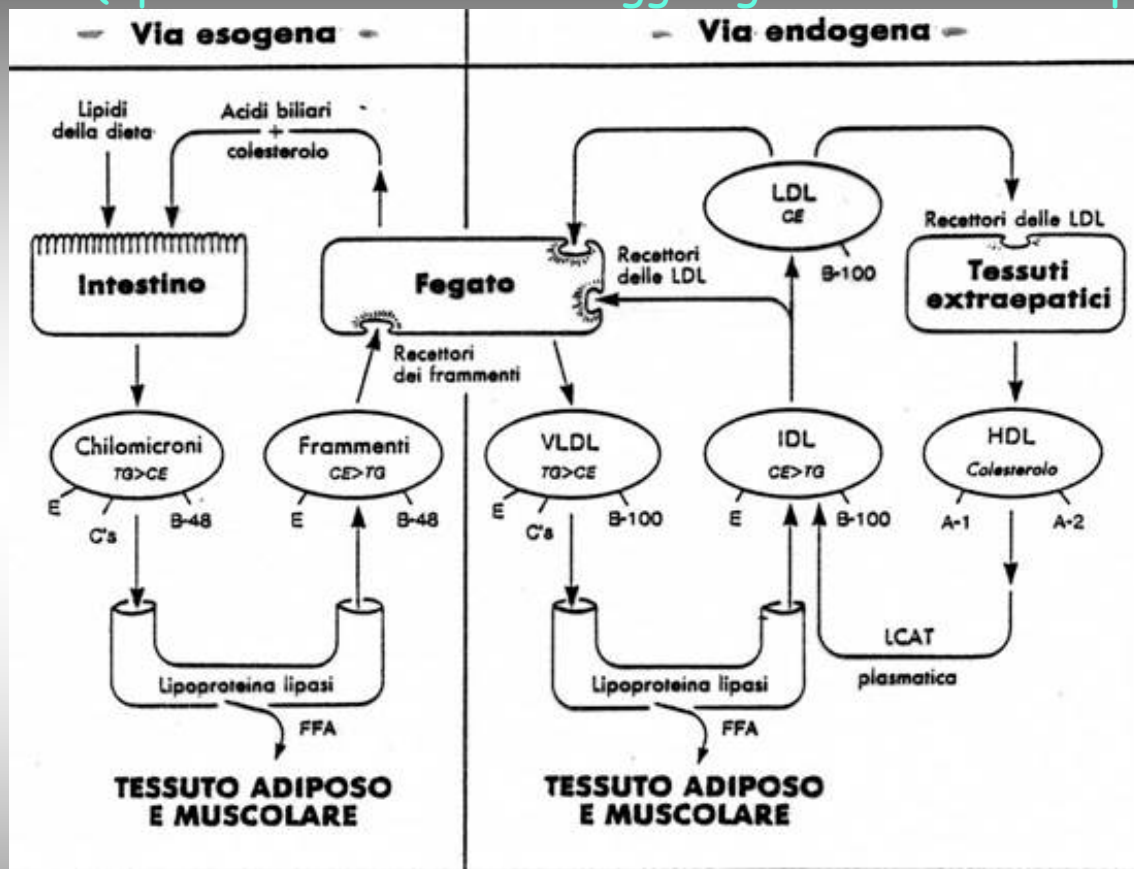 Via esogena
Via endogena
Lipidi
della dieta
Acidi biliari
+
colesterolo
Intestino
Fegato
Recettori
dei frammenti
Chilomicroni
TG>CE
E
C's
B-48
Frammenti
CE>TG
E
B-48
Lipoproteina lipasi
FFA
TESSUTO ADIPOSO
E MUSCOLARE
LDL
CE
B-100
Recettori
delle LDL
Recettori delle LDL
Tessuti
extraepatici
VLDL
TG>CE
E
C's
B-100
IDL
CE>TG
E
B-100
HDL
Colesterolo
A-1
A-2
LCAT
plasmatica
Lipoproteina lipasi
FFA
TESSUTO ADIPOSO
E MUSCOLARE